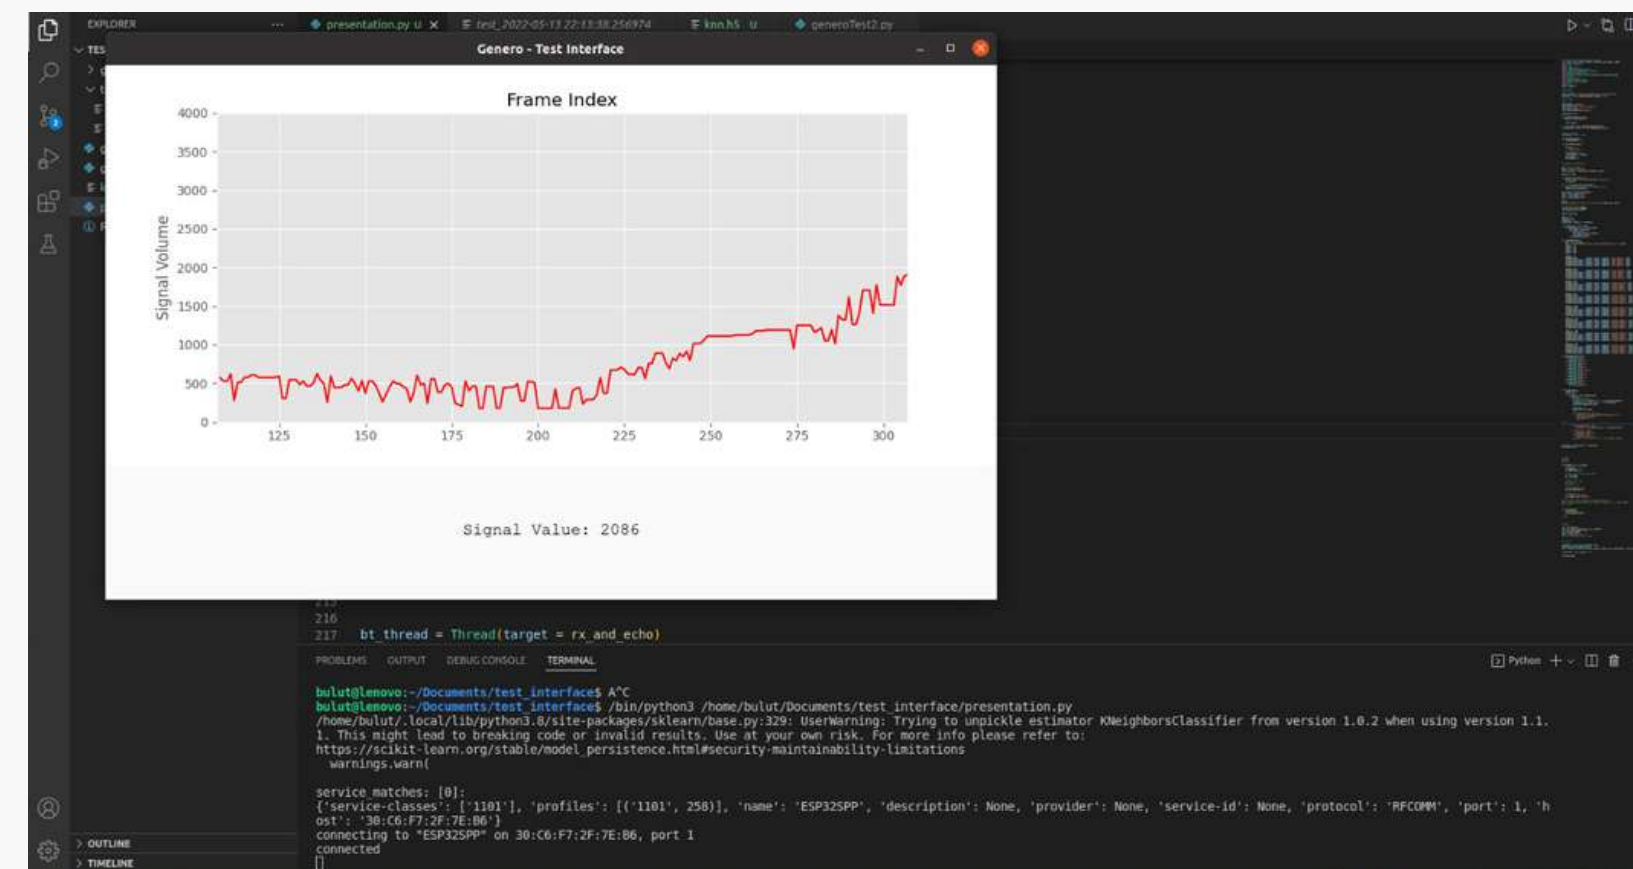 EXPLORER
presentation.py U
test_2022-05-13 22:13:38.256974
knn.h5 U
generoTest2.py
TES
Genero - Test Interface
Frame Index
4000
3500
3000
2500
2000
1500
1000
500
0
Signal Volume
125 150 175 200 225 250 275 300
Signal Value: 2086
215
216
217 bt_thread = Thread(target = rx_and_echo)
PROBLEMS OUTPUT DEBUG CONSOLE TERMINAL
Python
bulut@lenovo:~/Documents/test_interface$ A^C
bulut@lenovo:~/Documents/test_interface$ /bin/python3 /home/bulut/Documents/test_interface/presentation.py
/home/bulut/.local/lib/python3.8/site-packages/sklearn/base.py:329: UserWarning: Trying to unpickle estimator KNeighborsClassifier from version 1.0.2 when using version 1.1.
1. This might lead to breaking code or invalid results. Use at your own risk. For more info please refer to:
https://scikit-learn.org/stable/model_persistence.html#security-maintainability-limitations
warnings.warn(
service_matches: [0]:
{'service-classes': ['1101'], 'profiles': [('1101', 258)], 'name': 'ESP32SPP', 'description': None, 'provider': None, 'service-id': None, 'protocol': 'RFCOMM', 'port': 1, 'h
ost': '30:C6:F7:2F:7E:B6'}
connecting to "ESP32SPP" on 30:C6:F7:2F:7E:B6, port 1
connected
OUTLINE
TIMELINE